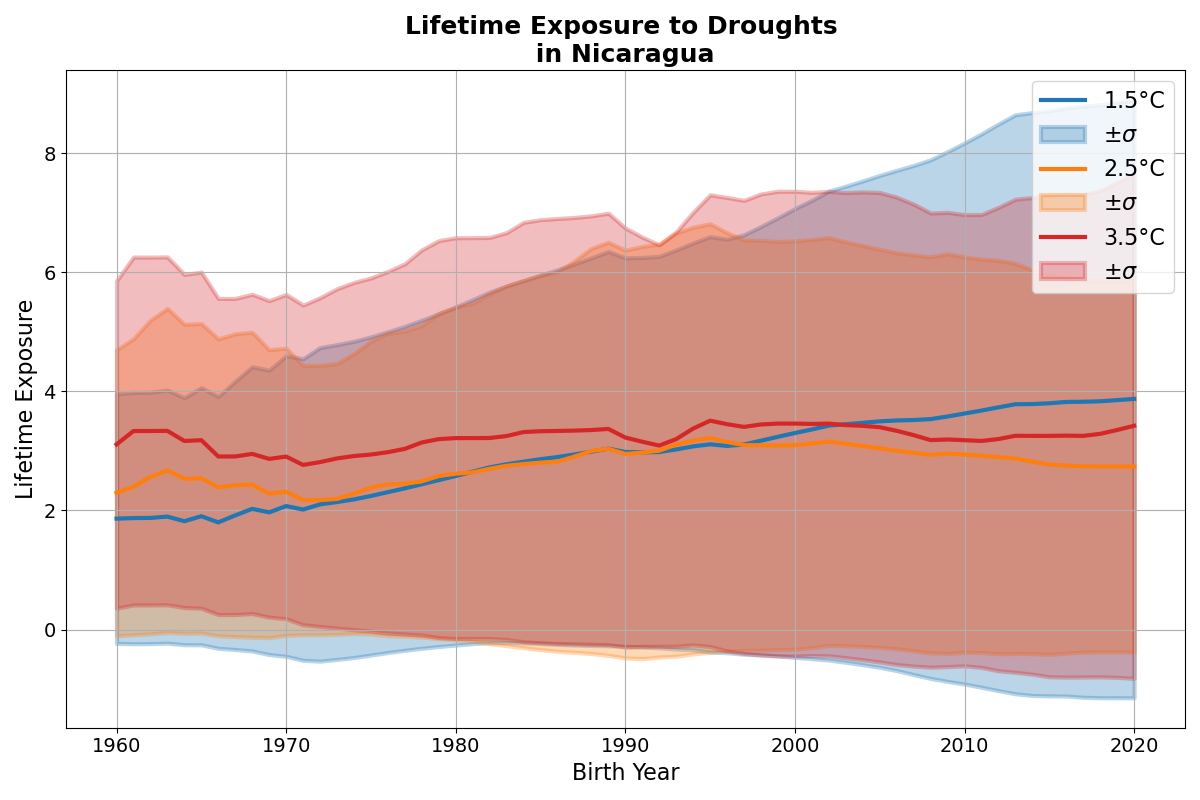 Lifetime Exposure to Droughts
in Nicaragua
Lifetime Exposure
8
6
4
2
0
1960 1970 1980 1990 2000 2010 2020
Birth Year
1.5°C
±σ
2.5°C
±σ
3.5°C
±σ